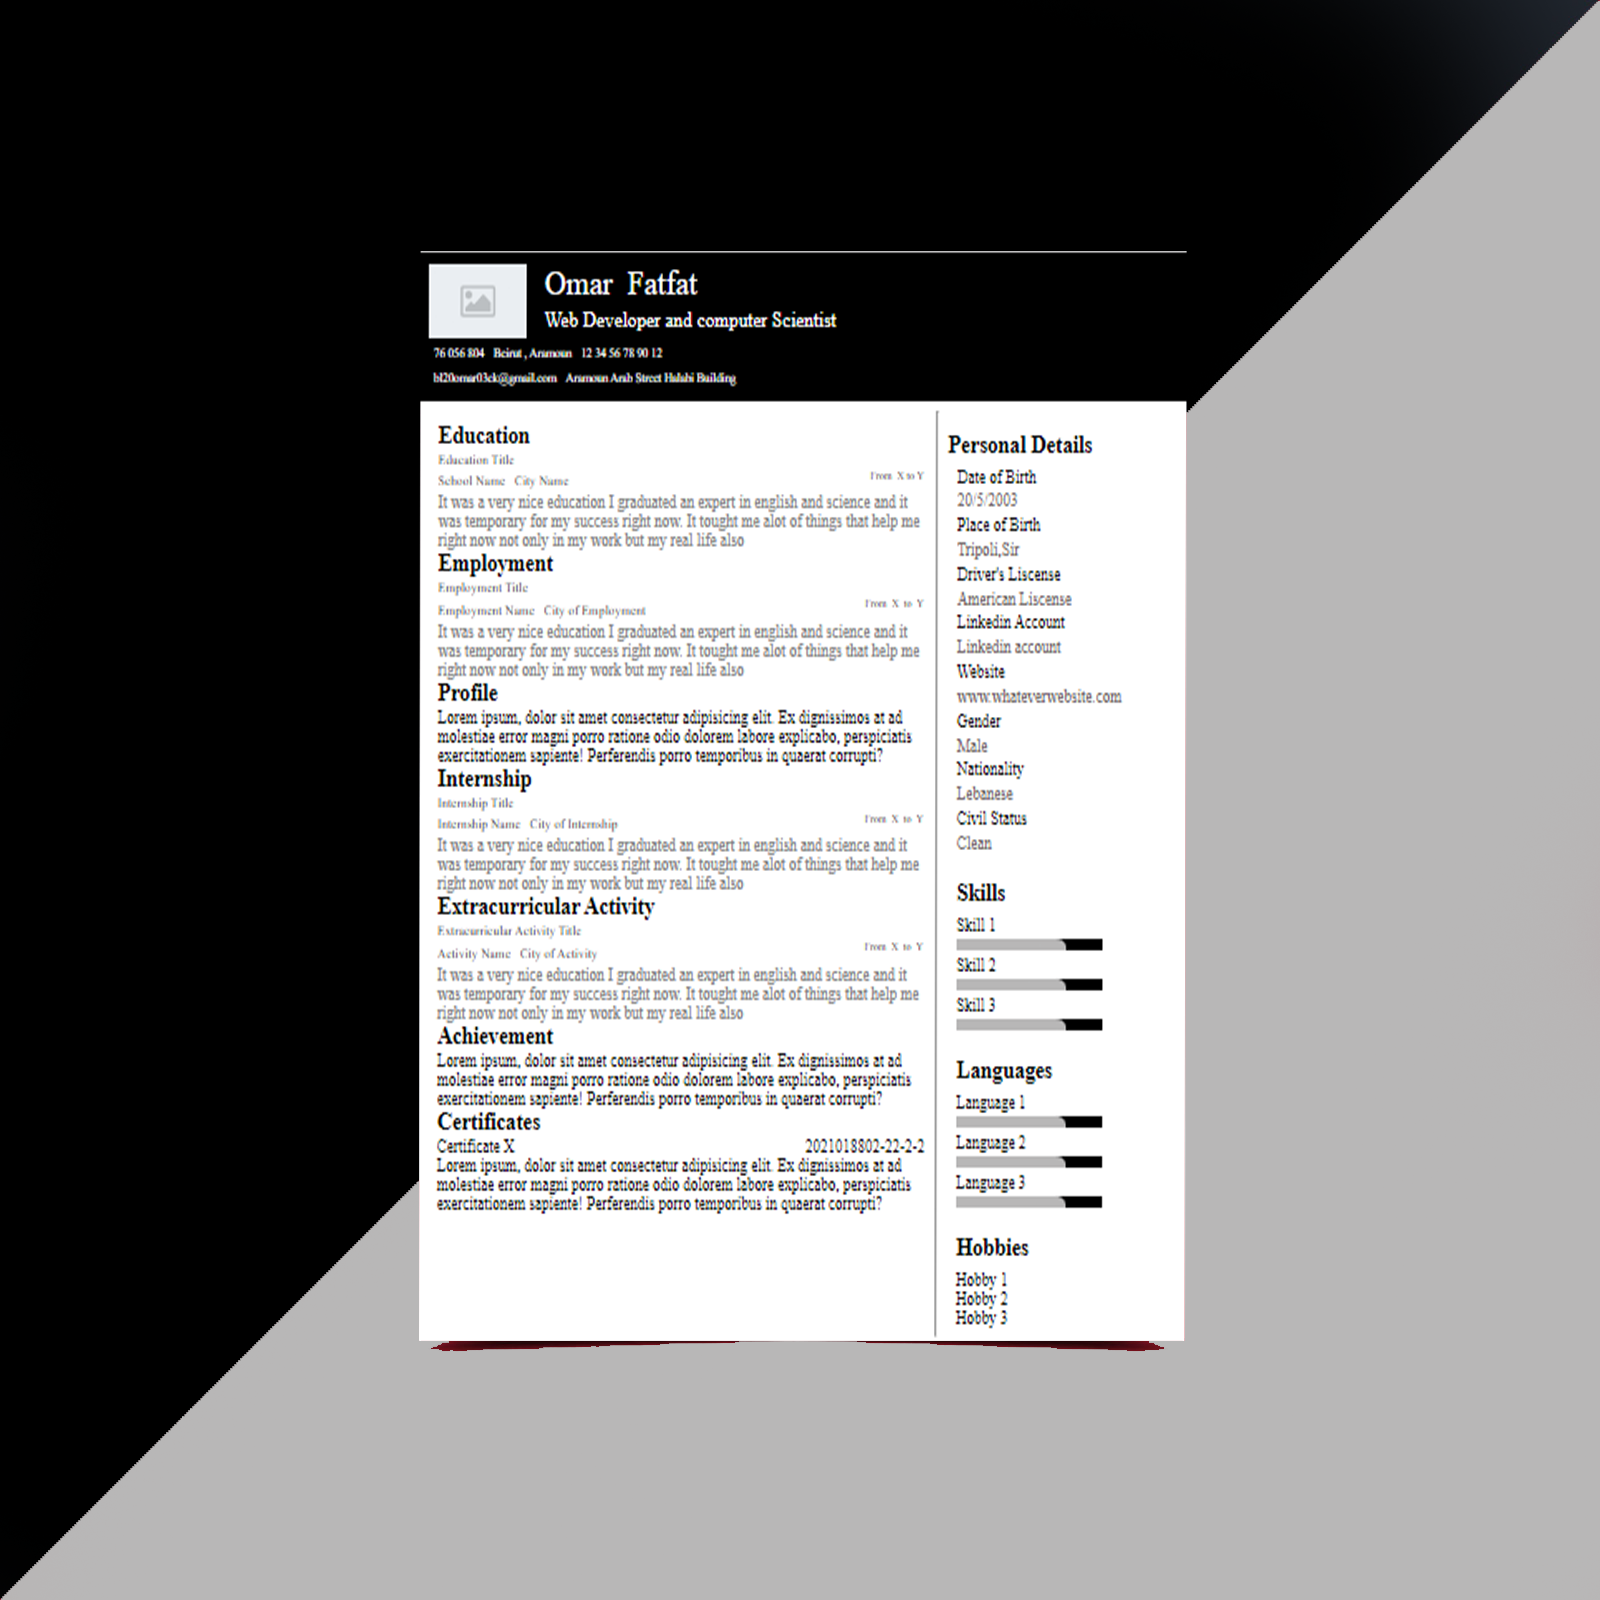 Omar Fatfat
Web Developer and computer Scientist
76 056 804 Beirut , Aramoun 12 34 56 78 90 12
bl20omar03ck@gmail.com Aramoun Arab Street Halabi Building
Education
Education Title
School Name City Name From X to Y
It was a very nice education I graduated an expert in english and science and it
was temporary for my success right now. It tought me alot of things that help me
right now not only in my work but my real life also
Employment
Employment Title
Employment Name City of Employment From X to Y
It was a very nice education I graduated an expert in english and science and it
was temporary for my success right now. It tought me alot of things that help me
right now not only in my work but my real life also
Profile
Lorem ipsum, dolor sit amet consectetur adipisicing elit. Ex dignissimos at ad
molestiae error magni porro ratione odio dolorem labore explicabo, perspiciatis
exercitationem sapiente! Perferendis porro temporibus in quaerat corrupti?
Internship
Internship Title
Internship Name City of Internship From X to Y
It was a very nice education I graduated an expert in english and science and it
was temporary for my success right now. It tought me alot of things that help me
right now not only in my work but my real life also
Extracurricular Activity
Extracurricular Activity Title
Activity Name City of Activity From X to Y
It was a very nice education I graduated an expert in english and science and it
was temporary for my success right now. It tought me alot of things that help me
right now not only in my work but my real life also
Achievement
Lorem ipsum, dolor sit amet consectetur adipisicing elit. Ex dignissimos at ad
molestiae error magni porro ratione odio dolorem labore explicabo, perspiciatis
exercitationem sapiente! Perferendis porro temporibus in quaerat corrupti?
Certificates
Certificate X 2021018802-22-2-2
Lorem ipsum, dolor sit amet consectetur adipisicing elit. Ex dignissimos at ad
molestiae error magni porro ratione odio dolorem labore explicabo, perspiciatis
exercitationem sapiente! Perferendis porro temporibus in quaerat corrupti?
Personal Details
Date of Birth
20/5/2003
Place of Birth
Tripoli,Sir
Driver's Liscense
American Liscense
Linkedin Account
Linkedin account
Website
www.whateverwebsite.com
Gender
Male
Nationality
Lebanese
Civil Status
Clean
Skills
Skill 1
Skill 2
Skill 3
Languages
Language 1
Language 2
Language 3
Hobbies
Hobby 1
Hobby 2
Hobby 3